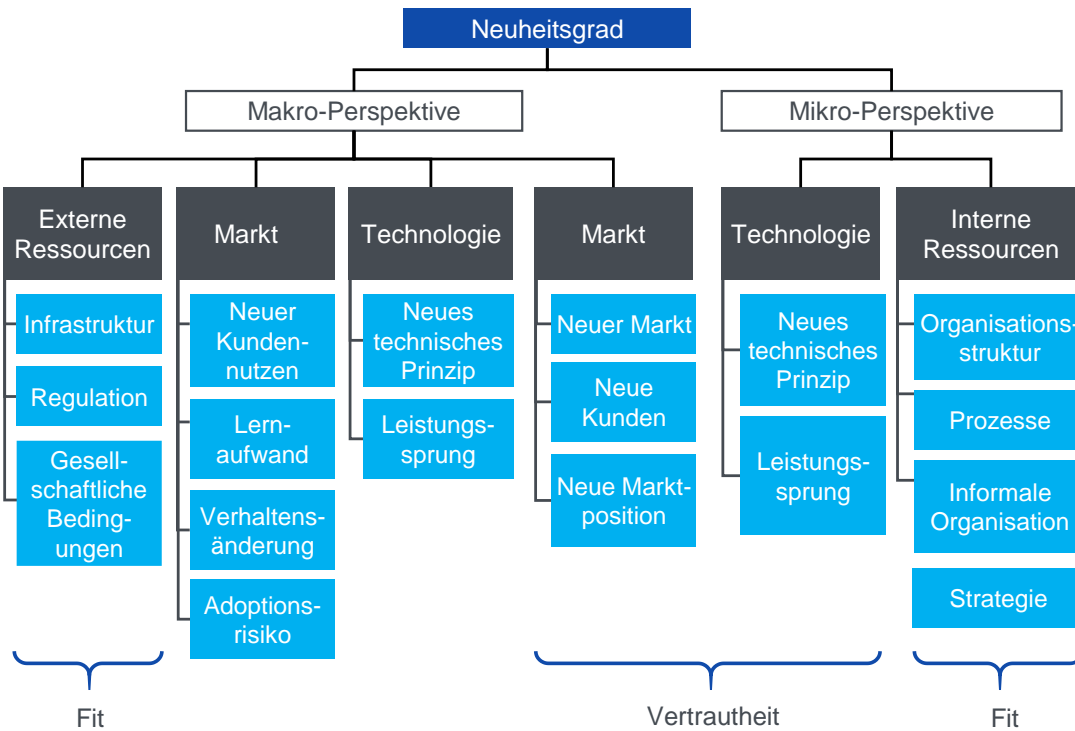 Neuheitsgrad
Makro-Perspektive
Mikro-Perspektive
Externe
Ressourcen
Markt
Technologie
Markt
Technologie
Interne
Ressourcen
Infrastruktur
Regulation
Gesell-
schaftliche
Beding-
ungen
Neuer
Kunden-
nutzen
Lern-
aufwand
Verhaltens-
änderung
Adoptions-
risiko
Neues
technisches
Prinzip
Leistungs-
sprung
Neuer Markt
Neue
Kunden
Neue Markt-
position
Neues
technisches
Prinzip
Leistungs-
sprung
Organisations-
struktur
Prozesse
Informale
Organisation
Strategie
Fit
Vertrautheit
Fit